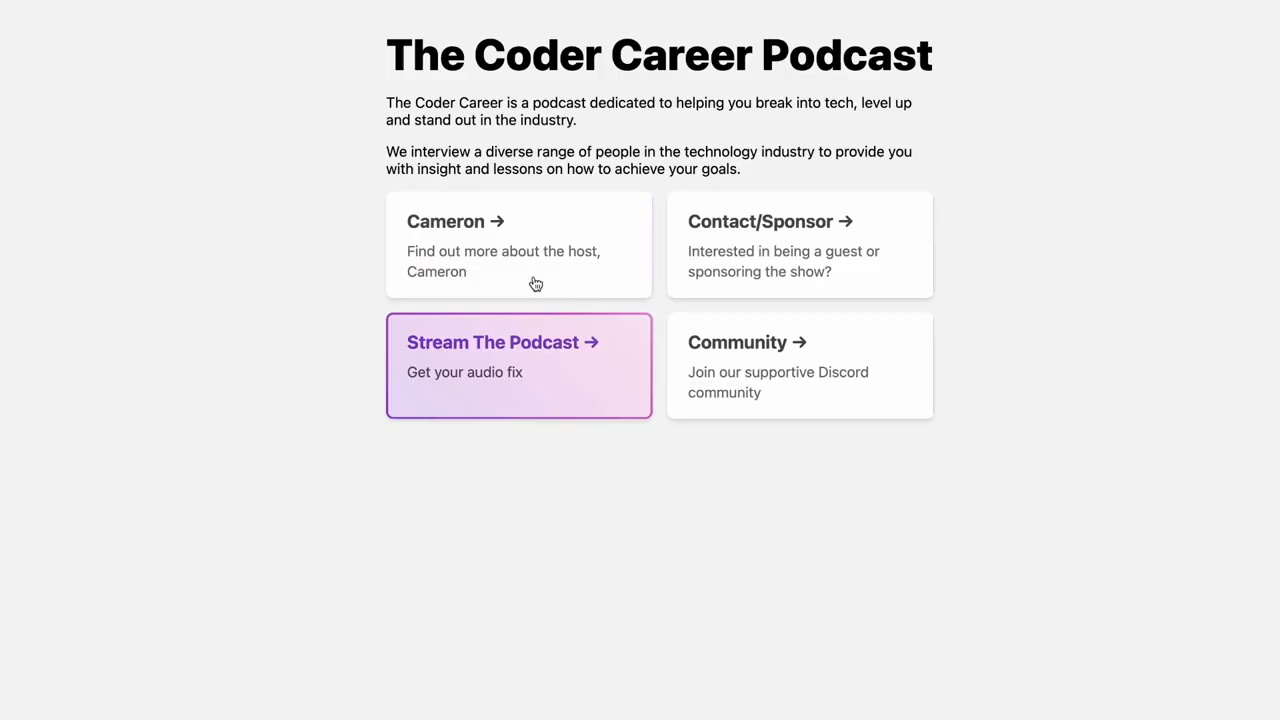 The Coder Career Podcast
The Coder Career is a podcast dedicated to helping you break into tech, level up
and stand out in the industry.
We interview a diverse range of people in the technology industry to provide you
with insight and lessons on how to achieve your goals.
Cameron →
Find out more about the host,
Cameron
Contact/Sponsor →
Interested in being a guest or
sponsoring the show?
Stream The Podcast →
Get your audio fix
Community →
Join our supportive Discord
community